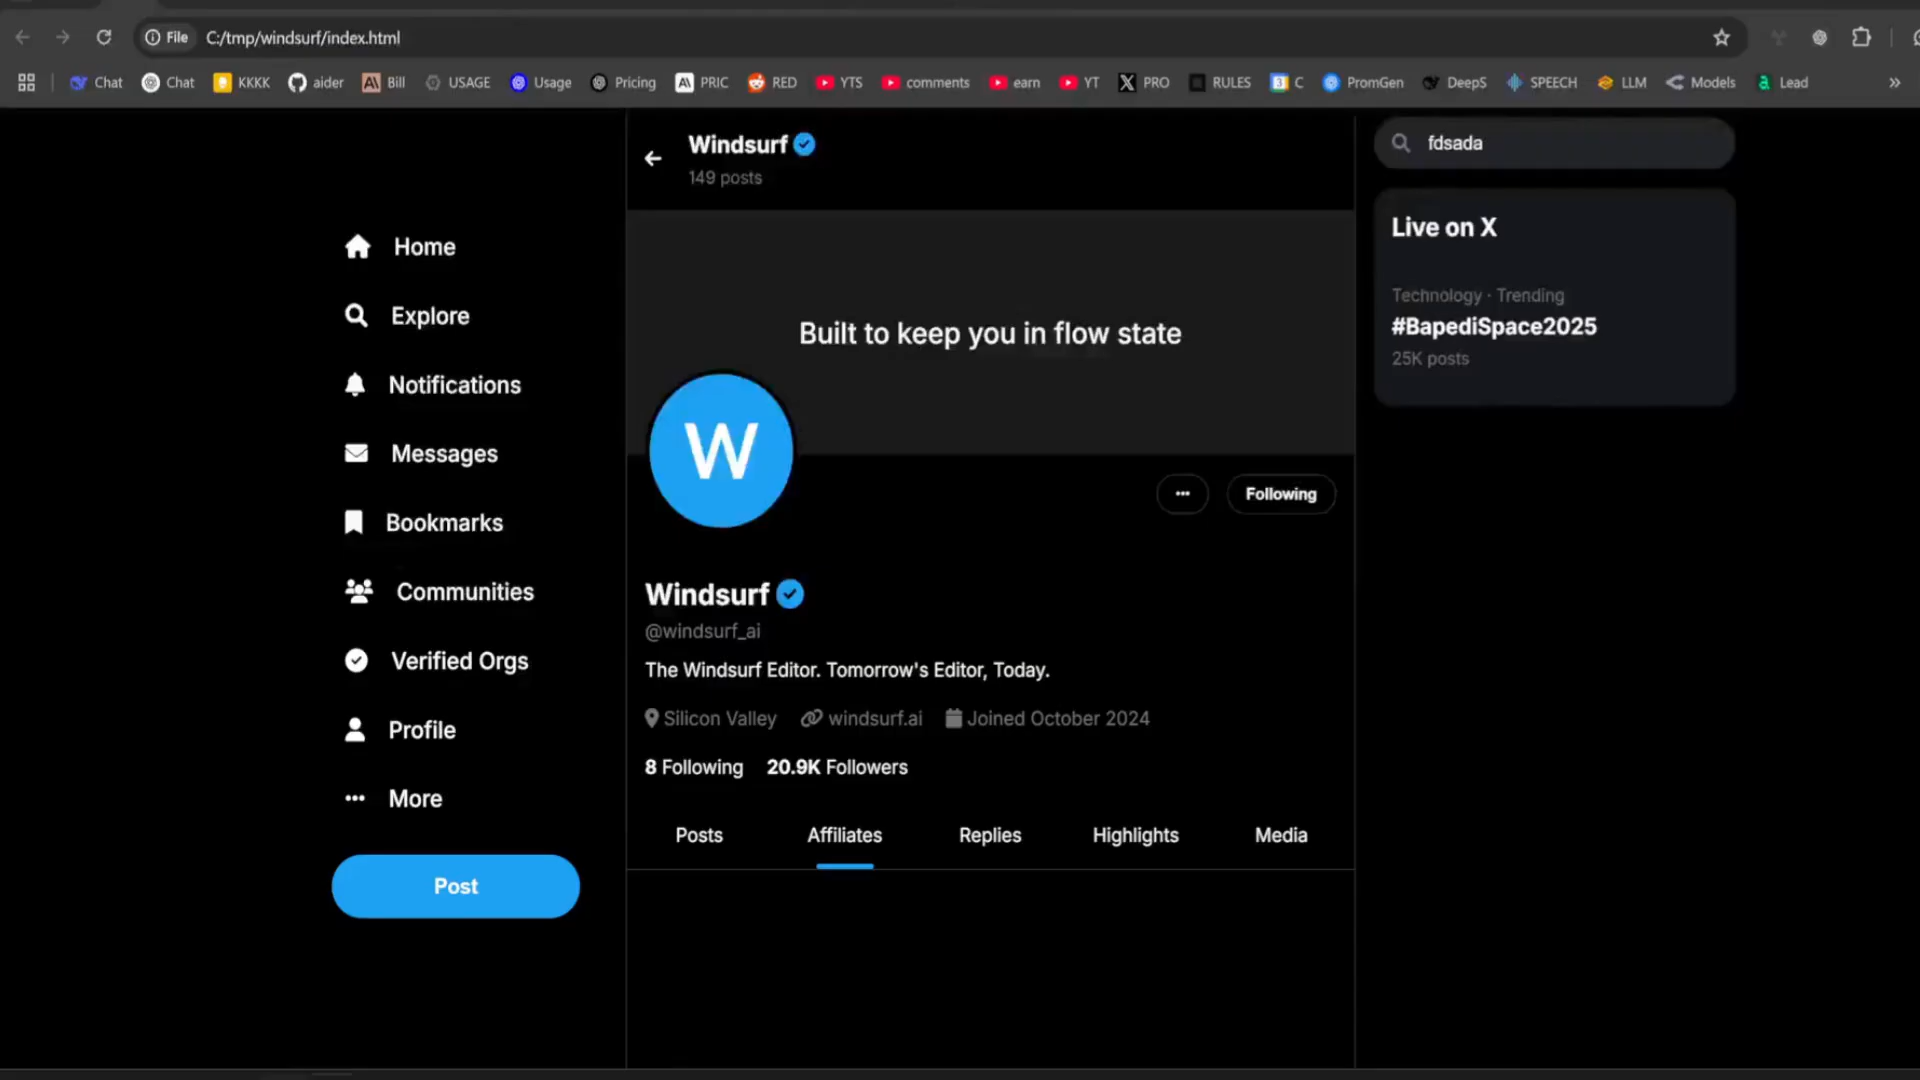 File C:/tmp/windsurf/index.html
Chat Chat KKKK aider Bill USAGE Usage Pricing PRIC RED YTS comments earn YT PRO RULES C PromGen DeepS SPEECH LLM Models Lead »
Home
Explore
Notifications
Messages
Bookmarks
Communities
Verified Orgs
Profile
More
Post
Windsurf
149 posts
Built to keep you in flow state
W
Following
Windsurf
@windsurf_ai
The Windsurf Editor. Tomorrow's Editor, Today.
Silicon Valley windsurf.ai Joined October 2024
8 Following 20.9K Followers
Posts Affiliates Replies Highlights Media
fdsada
Live on X
Technology · Trending
#BapediSpace2025
25K posts